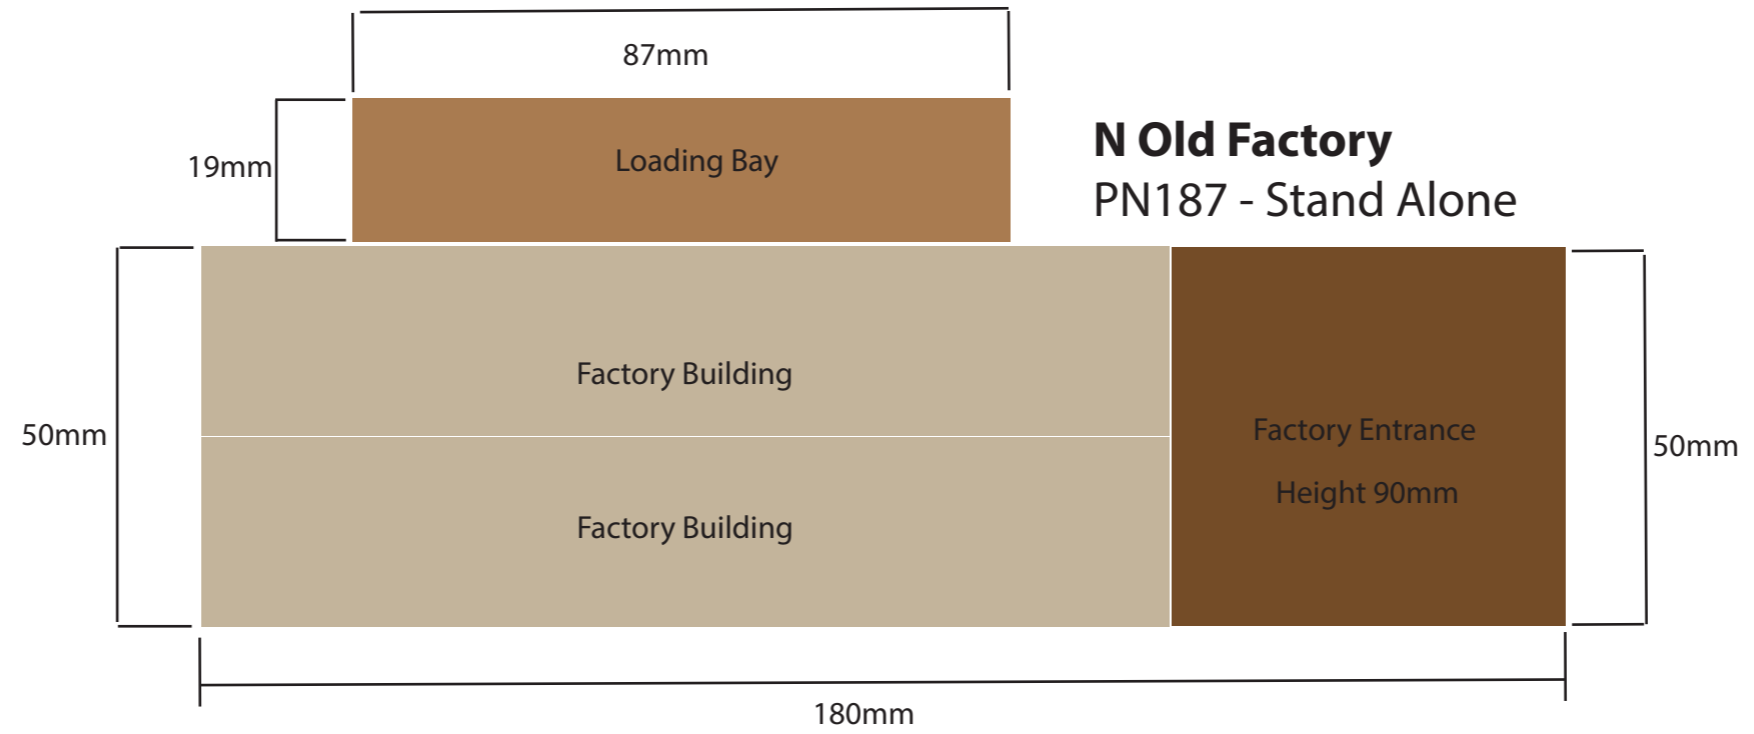 87mm
19mm
Loading Bay
N Old Factory
PN187 - Stand Alone
Factory Building
50mm
Factory Building
Factory Entrance
Height 90mm
50mm
180mm